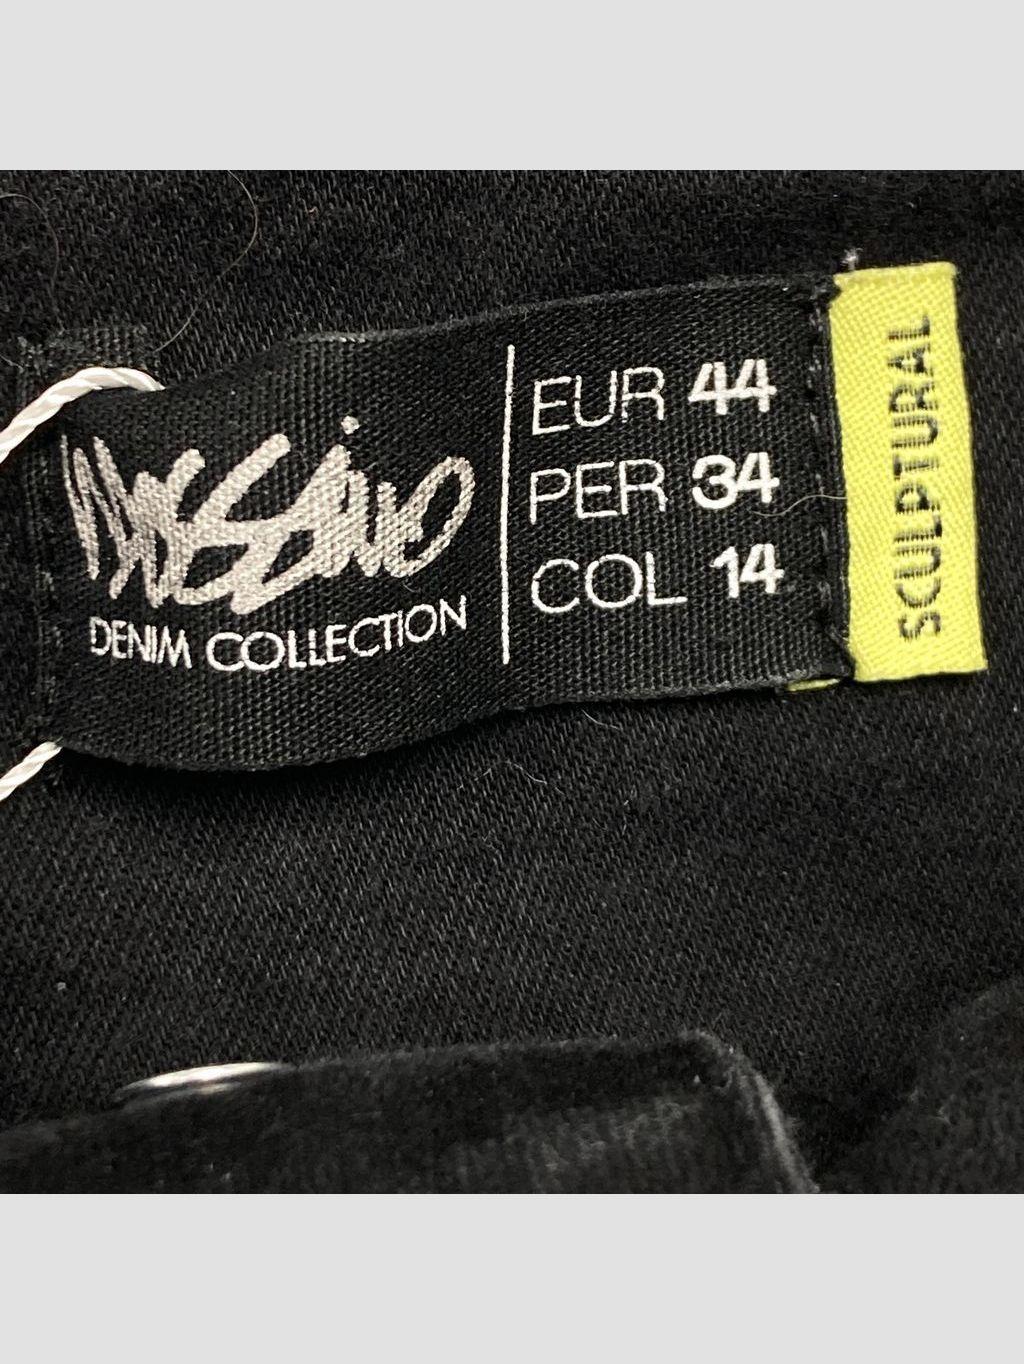 Mossimo
DENIM COLLECTION
EUR 44
PER 34
COL 14
SCULPTURAL